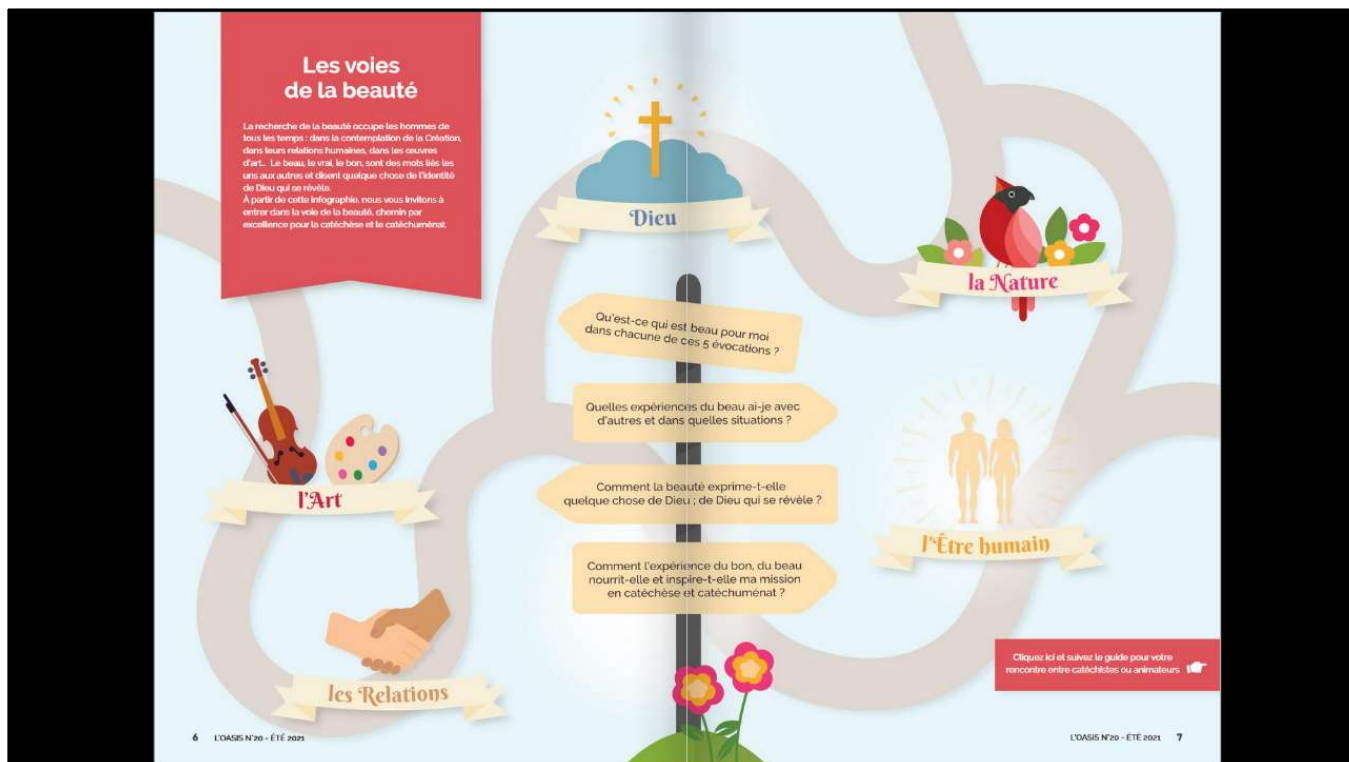 Les voies
de la beauté
La recherche de la beauté occupe les hommes de
tous les temps : dans la contemplation de la Création,
dans leurs relations humaines, dans les œuvres
d'art... Le beau, le vrai, le bon, sont des mots liés les
uns aux autres et disent quelque chose de l'identité
de Dieu qui se révèle.
À partir de cette infographie, nous vous invitons à
entrer dans la voie de la beauté, chemin par
excellence pour la catéchèse et le catéchuménat.
Dieu
la Nature
Qu'est-ce qui est beau pour moi
dans chacune de ces 5 évocations ?
Quelles expériences du beau ai-je avec
d'autres et dans quelles situations ?
Comment la beauté exprime-t-elle
quelque chose de Dieu ; de Dieu qui se révèle ?
Comment l'expérience du bon, du beau
nourrit-elle et inspire-t-elle ma mission
en catéchèse et catéchuménat ?
l'Art
l'Être humain
les Relations
Cliquez ici et suivez le guide pour votre
rencontre entre catéchistes ou animateurs
6 L'OASIS N°20 - ÉTÉ 2021
L'OASIS N°20 - ÉTÉ 2021 7